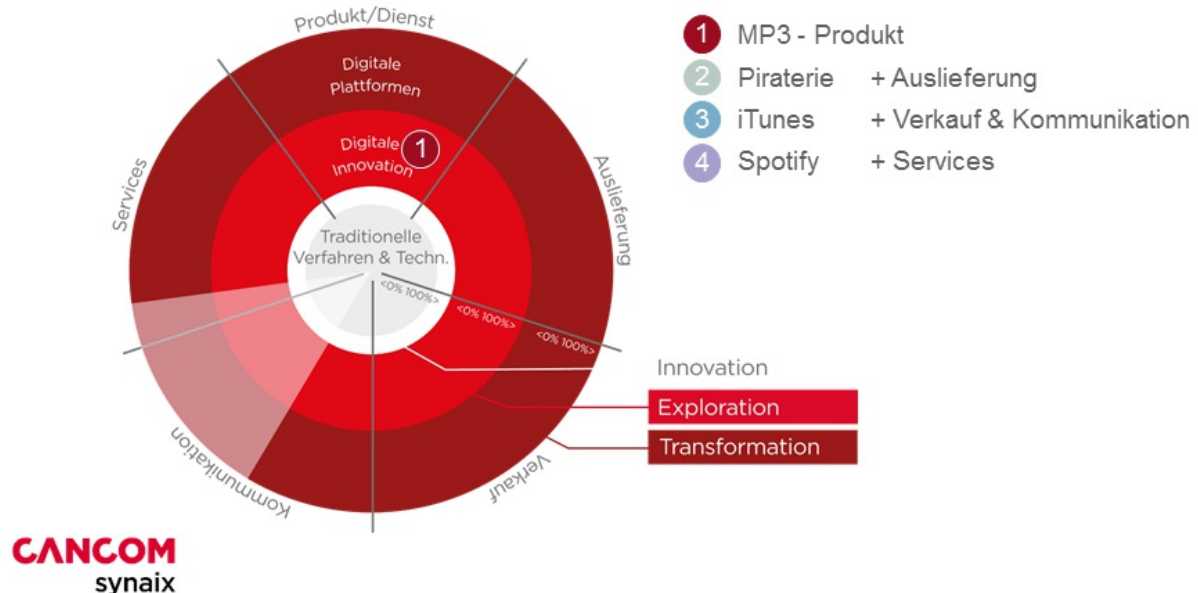 Produkt/Dienst
Digitale
Plattformen
Digitale
Innovation
1
Services
Auslieferung
Traditionelle
Verfahren & Techn.
<0% 100%>
<0% 100%>
<0% 100%>
Kommunikation
Verkauf
1 MP3 - Produkt
2 Piraterie + Auslieferung
3 iTunes + Verkauf & Kommunikation
4 Spotify + Services
Innovation
Exploration
Transformation
CANCOM
synaix